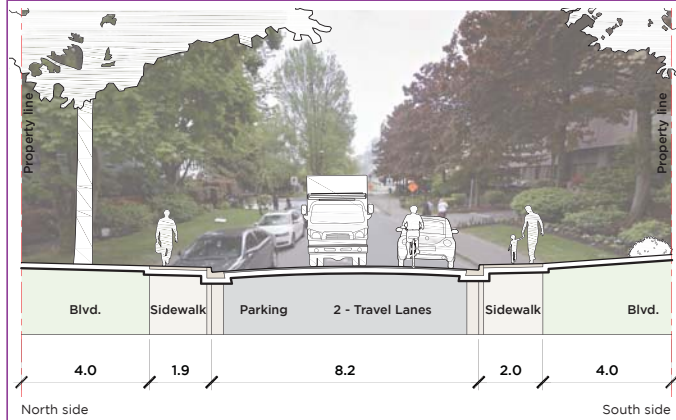 Property line
Property line
Blvd.
Sidewalk
Parking
2 - Travel Lanes
Sidewalk
Blvd.
4.0
1.9
8.2
2.0
4.0
North side
South side